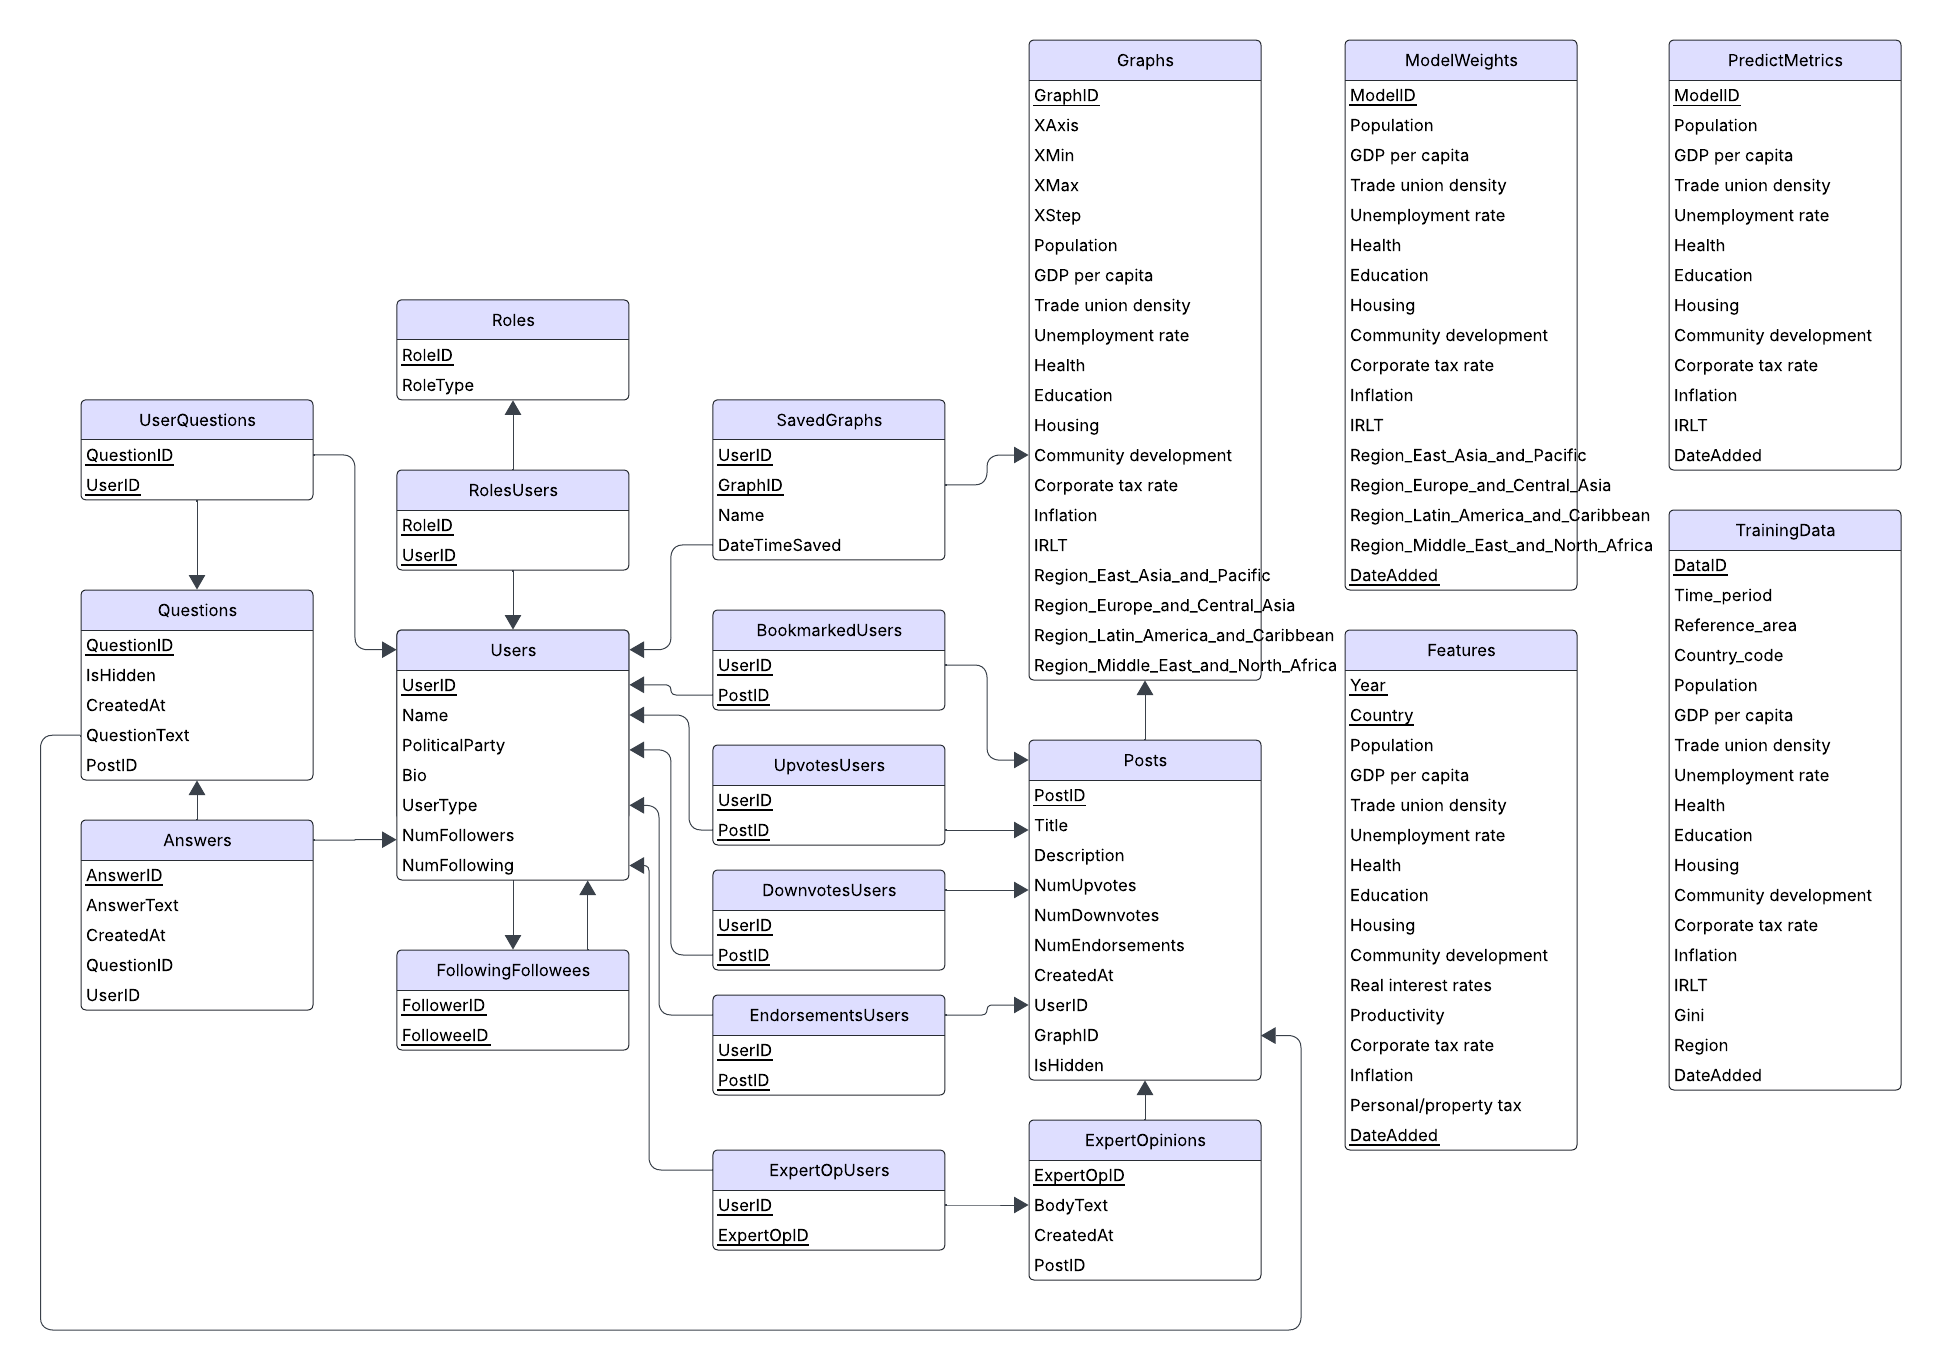 Graphs
GraphID
XAxis
XMin
XMax
XStep
Population
GDP per capita
Trade union density
Unemployment rate
Health
Education
Housing
Community development
Corporate tax rate
Inflation
IRLT
Region_East_Asia_and_Pacific
Region_Europe_and_Central_Asia
Region_Latin_America_and_Caribbean
Region_Middle_East_and_North_Africa
ModelWeights
ModelID
Population
GDP per capita
Trade union density
Unemployment rate
Health
Education
Housing
Community development
Corporate tax rate
Inflation
IRLT
Region_East_Asia_and_Pacific
Region_Europe_and_Central_Asia
Region_Latin_America_and_Caribbean
Region_Middle_East_and_North_Africa
DateAdded
PredictMetrics
ModelID
Population
GDP per capita
Trade union density
Unemployment rate
Health
Education
Housing
Community development
Corporate tax rate
Inflation
IRLT
DateAdded
Roles
RoleID
RoleType
UserQuestions
QuestionID
UserID
RolesUsers
RoleID
UserID
SavedGraphs
UserID
GraphID
Name
DateTimeSaved
Questions
QuestionID
IsHidden
CreatedAt
QuestionText
PostID
Users
UserID
Name
PoliticalParty
Bio
UserType
NumFollowers
NumFollowing
BookmarkedUsers
UserID
PostID
UpvotesUsers
UserID
PostID
DownvotesUsers
UserID
PostID
EndorsementsUsers
UserID
PostID
ExpertOpUsers
UserID
ExpertOpID
Answers
AnswerID
AnswerText
CreatedAt
QuestionID
UserID
FollowingFollowees
FollowerID
FolloweeID
Posts
PostID
Title
Description
NumUpvotes
NumDownvotes
NumEndorsements
CreatedAt
UserID
GraphID
IsHidden
ExpertOpinions
ExpertOpID
BodyText
CreatedAt
PostID
Features
Year
Country
Population
GDP per capita
Trade union density
Unemployment rate
Health
Education
Housing
Community development
Real interest rates
Productivity
Corporate tax rate
Inflation
Personal/property tax
DateAdded
TrainingData
DataID
Time_period
Reference_area
Country_code
Population
GDP per capita
Trade union density
Unemployment rate
Health
Education
Housing
Community development
Corporate tax rate
Inflation
IRLT
Gini
Region
DateAdded